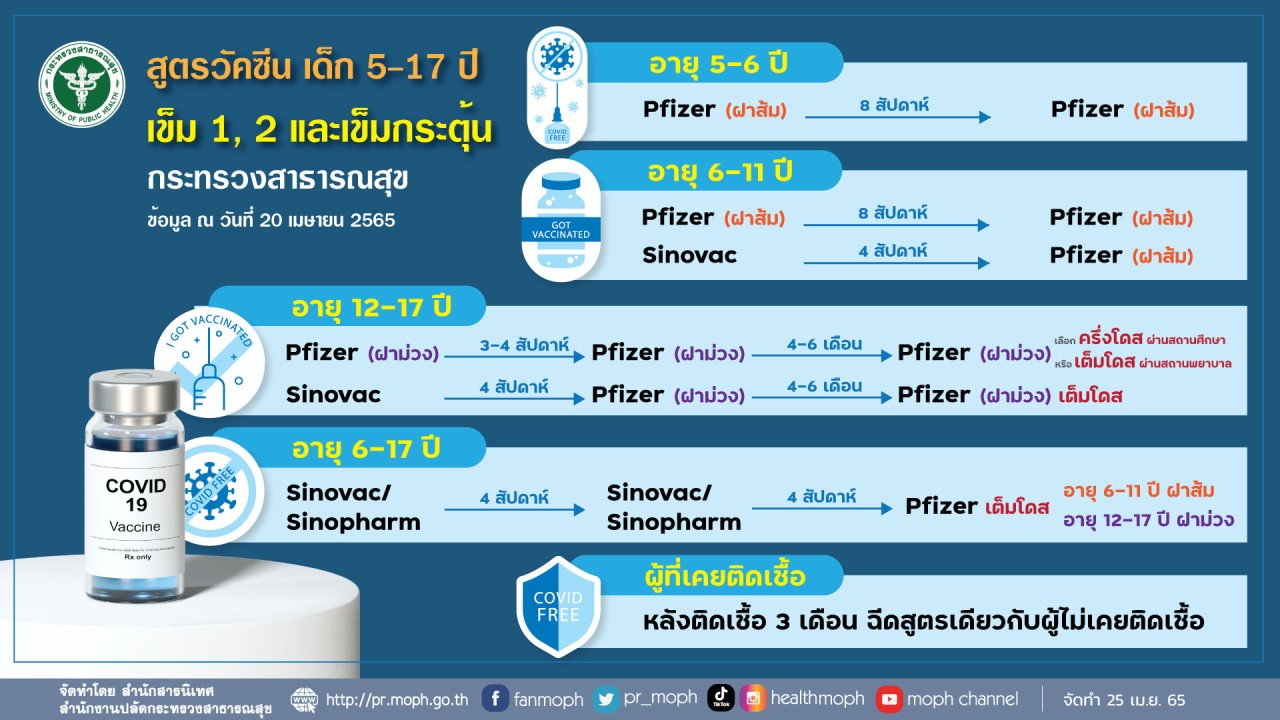 กระทรวงสาธารณสุข
MINISTRY OF PUBLIC HEALTH
สูตรวัคซีน เด็ก 5-17 ปี
เข็ม 1, 2 และเข็มกระตุ้น
กระทรวงสาธารณสุข
ข้อมูล ณ วันที่ 20 เมษายน 2565
COVID FREE
อายุ 5-6 ปี
Pfizer (ฝาส้ม) 8 สัปดาห์ Pfizer (ฝาส้ม)
GOT VACCINATED
อายุ 6-11 ปี
Pfizer (ฝาส้ม) 8 สัปดาห์ Pfizer (ฝาส้ม)
Sinovac 4 สัปดาห์ Pfizer (ฝาส้ม)
I GOT VACCINATED
อายุ 12-17 ปี
Pfizer (ฝาม่วง) 3-4 สัปดาห์ Pfizer (ฝาม่วง) 4-6 เดือน Pfizer (ฝาม่วง) เลือก ครึ่งโดส ผ่านสถานศึกษา
หรือ เต็มโดส ผ่านสถานพยาบาล
Sinovac 4 สัปดาห์ Pfizer (ฝาม่วง) 4-6 เดือน Pfizer (ฝาม่วง) เต็มโดส
COVID FREE
อายุ 6-17 ปี
Sinovac/ Sinopharm 4 สัปดาห์ Sinovac/ Sinopharm 4 สัปดาห์ Pfizer เต็มโดส
อายุ 6-11 ปี ฝาส้ม
อายุ 12-17 ปี ฝาม่วง
COVID
19
Vaccine
Rx only
COVID FREE
ผู้ที่เคยติดเชื้อ
หลังติดเชื้อ 3 เดือน ฉีดสูตรเดียวกับผู้ไม่เคยติดเชื้อ
จัดทำโดย สำนักสารนิเทศ
สำนักงานปลัดกระทรวงสาธารณสุข
WWW http://pr.moph.go.th fanmoph pr_moph TikTok healthmoph moph channel จัดทำ 25 เม.ย. 65